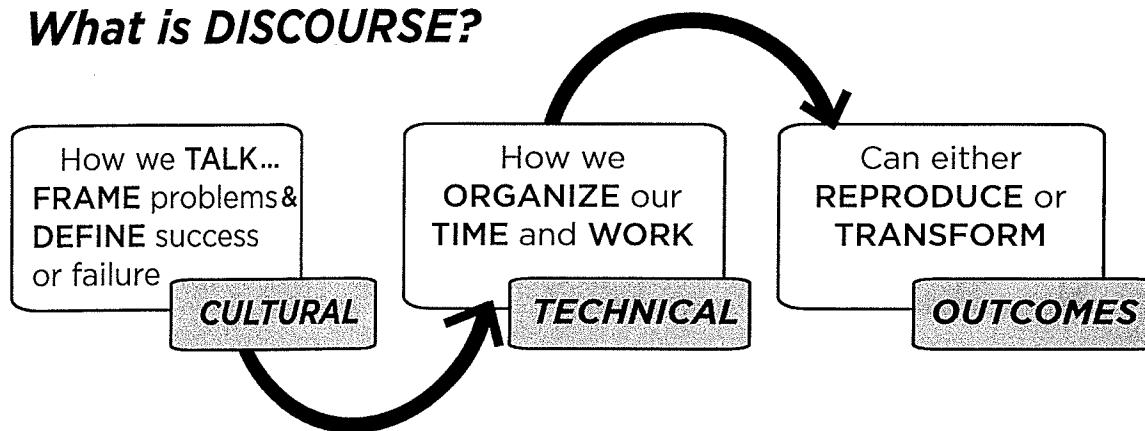 What is DISCOURSE?
How we TALK...
FRAME problems &
DEFINE success
or failure
CULTURAL
How we
ORGANIZE our
TIME and WORK
TECHNICAL
Can either
REPRODUCE or
TRANSFORM
OUTCOMES